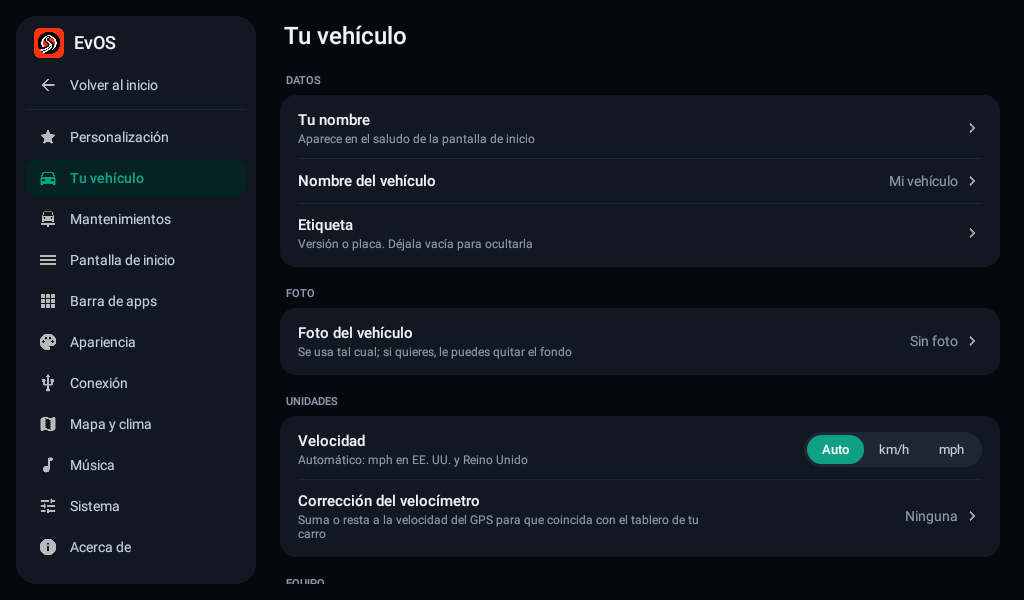 EvOS
Volver al inicio
Personalización
Tu vehículo
Mantenimientos
Pantalla de inicio
Barra de apps
Apariencia
Conexión
Mapa y clima
Música
Sistema
Acerca de
Tu vehículo
DATOS
Tu nombre
Aparece en el saludo de la pantalla de inicio
Nombre del vehículo
Mi vehículo
Etiqueta
Versión o placa. Déjala vacía para ocultarla
FOTO
Foto del vehículo
Se usa tal cual; si quieres, le puedes quitar el fondo
Sin foto
UNIDADES
Velocidad
Automático: mph en EE. UU. y Reino Unido
Auto
km/h
mph
Corrección del velocímetro
Suma o resta a la velocidad del GPS para que coincida con el tablero de tu
carro
Ninguna
EQUIPO